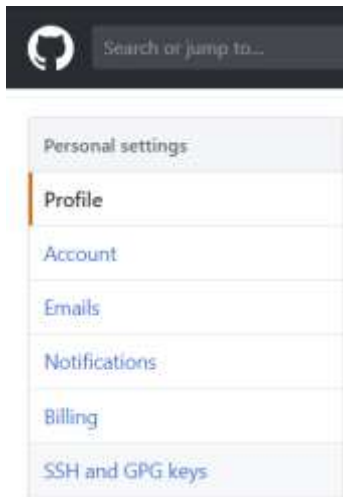 Search or jump to...
Personal settings
Profile
Account
Emails
Notifications
Billing
SSH and GPG keys